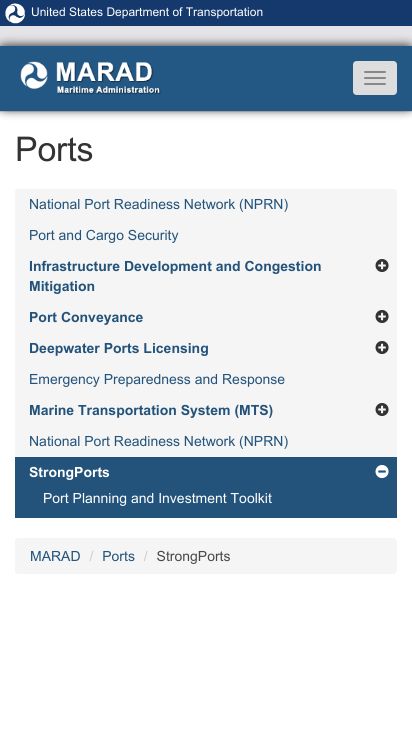 United States Department of Transportation
MARAD
Maritime Administration
Ports
National Port Readiness Network (NPRN)
Port and Cargo Security
Infrastructure Development and Congestion
Mitigation
Port Conveyance
Deepwater Ports Licensing
Emergency Preparedness and Response
Marine Transportation System (MTS)
National Port Readiness Network (NPRN)
StrongPorts
Port Planning and Investment Toolkit
MARAD / Ports / StrongPorts